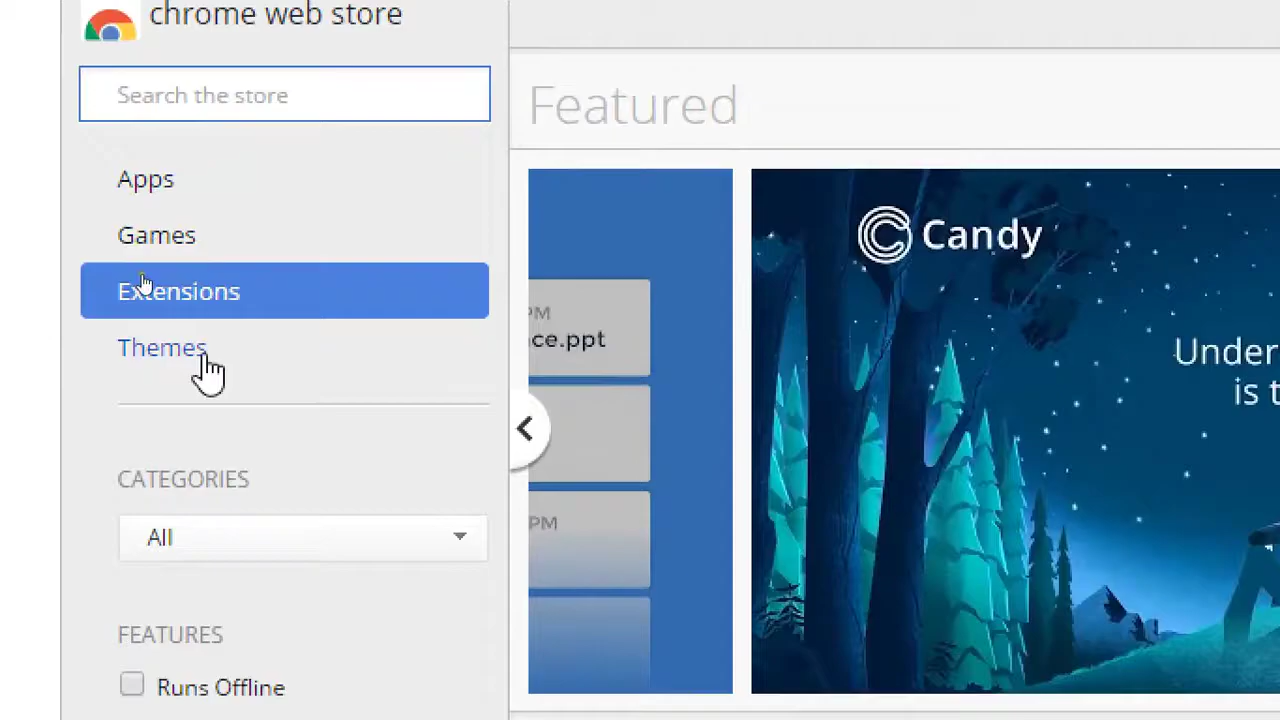 chrome web store
Search the store
Apps
Games
Extensions
Themes
CATEGORIES
All
FEATURES
Runs Offline
Featured
PM
ce.ppt
PM
Candy
Under
is t